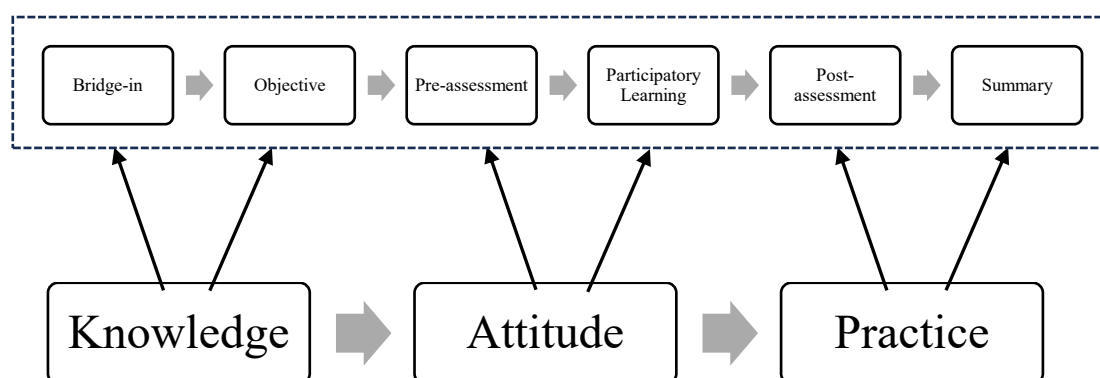 Bridge-in
Objective
Pre-assessment
Participatory
Learning
Post-
assessment
Summary
Knowledge
Attitude
Practice